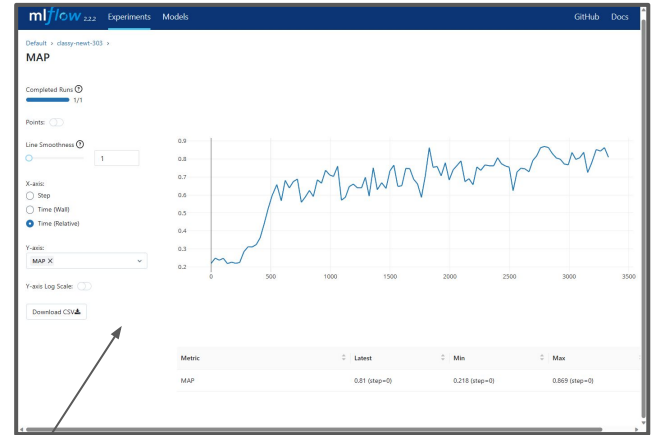 mlflow 2.2.2 Experiments Models GitHub Docs
Default › classy-newt-303 ›
MAP
Completed Runs ?
1/1
Points:
Line Smoothness ?
1
X-axis:
Step
Time (Wall)
Time (Relative)
Y-axis:
MAP ×
Y-axis Log Scale:
Download CSV
0.9
0.8
0.7
0.6
0.5
0.4
0.3
0.2
0 500 1000 1500 2000 2500 3000 3500
Metric Latest Min Max
MAP 0.81 (step=0) 0.218 (step=0) 0.869 (step=0)